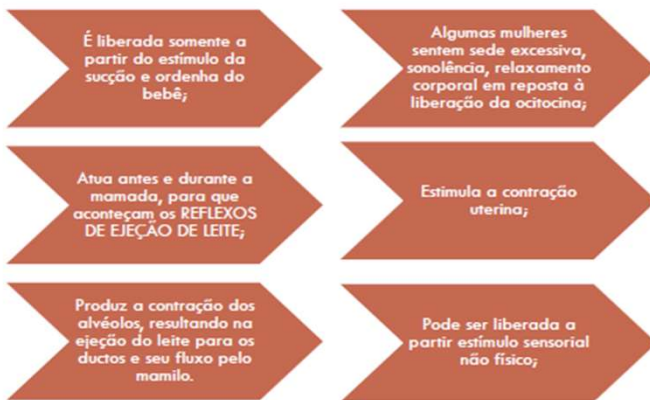 É liberada somente a
partir do estímulo da
sucção e ordenha do
bebê;
Algumas mulheres
sentem sede excessiva,
sonolência, relaxamento
corporal em reposta à
liberação da ocitocina;
Atua antes e durante a
mamada, para que
aconteçam os REFLEXOS
DE EJEÇÃO DE LEITE;
Estimula a contração
uterina;
Produz a contração dos
alvéolos, resultando na
ejeção do leite para os
ductos e seu fluxo pelo
mamilo.
Pode ser liberada a
partir estímulo sensorial
não físico;